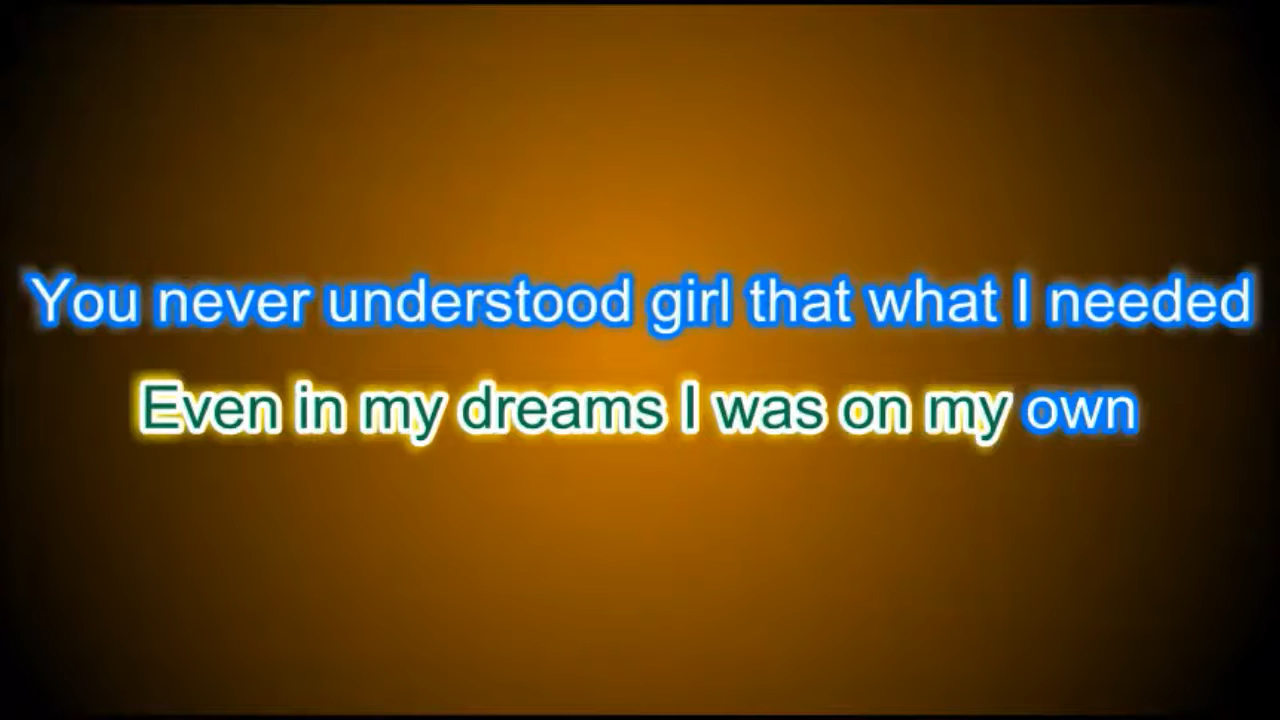 You never understood girl that what I needed
Even in my dreams I was on my own